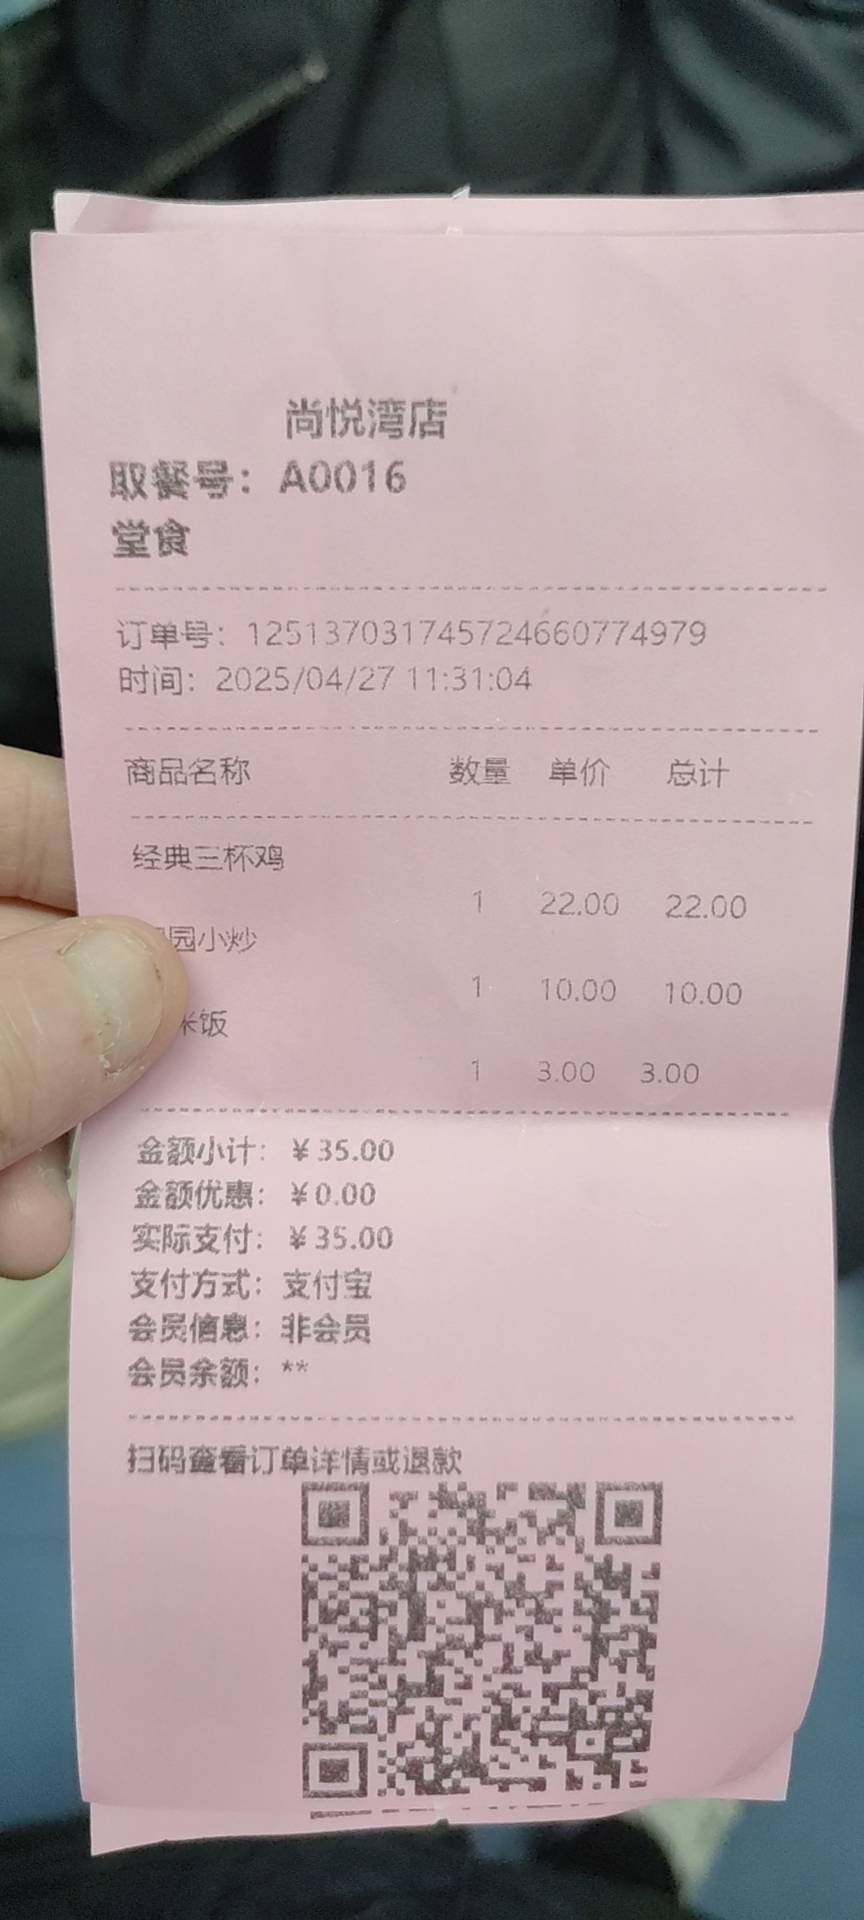 尚悦湾店
取餐号：A0016
堂食
订单号：1251370317457246607​74979
时间：2025/04/27 11:31:04
商品名称 数量 单价 总计
经典三杯鸡
1 22.00 22.00
园小炒
1 10.00 10.00
米饭
1 3.00 3.00
金额小计：￥35.00
金额优惠：￥0.00
实际支付：￥35.00
支付方式：支付宝
会员信息：非会员
会员余额：**
扫码查看订单详情或退款